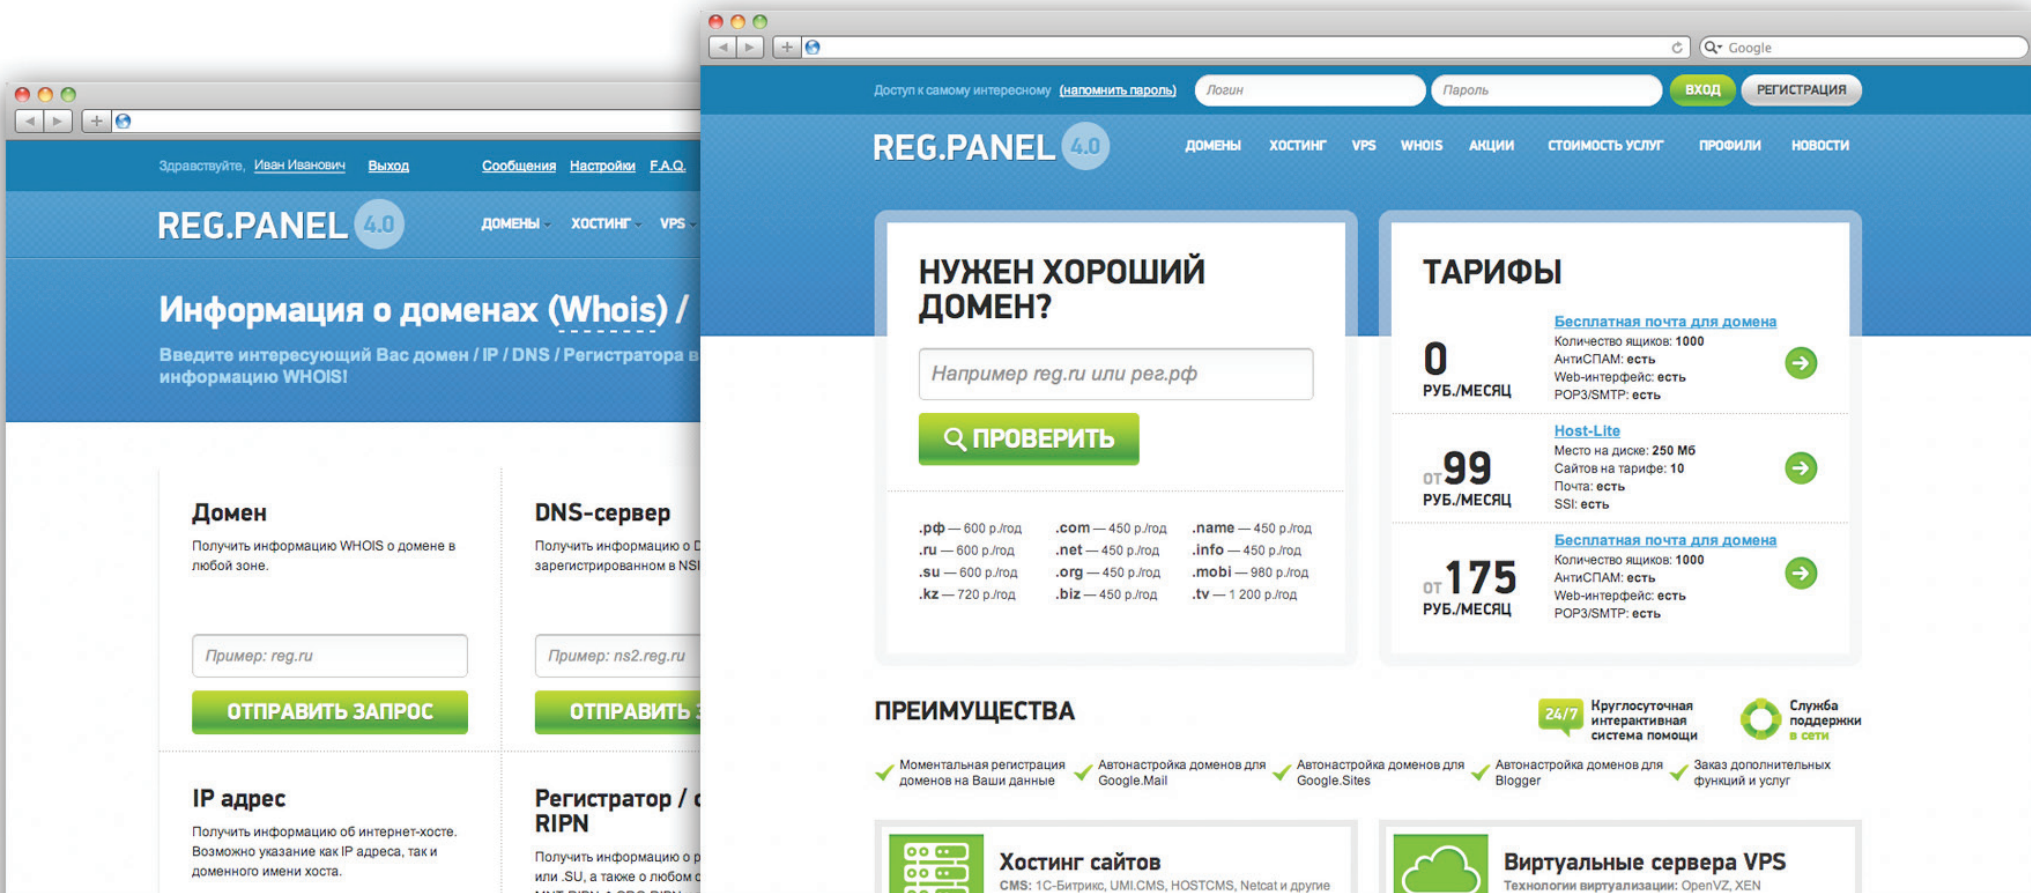 Здравствуйте, Иван Иванович Выход Сообщения Настройки F.A.Q.
REG.PANEL 4.0
ДОМЕНЫ ХОСТИНГ VPS
Информация о доменах (Whois) /
Введите интересующий Вас домен / IP / DNS / Регистратора в
информацию WHOIS!
Домен
Получить информацию WHOIS о домене в
любой зоне.
Пример: reg.ru
ОТПРАВИТЬ ЗАПРОС
DNS-сервер
Получить информацию о
зарегистрированном в
Пример: ns2.reg.ru
ОТПРАВИТЬ
IP адрес
Получить информацию об интернет-хосте.
Возможно указание как IP адреса, так и
доменного имени хоста.
Регистратор /
RIPN
Получить информацию о
или .SU, а также о любом
Google
Доступ к самому интересному (напомнить пароль) Логин Пароль ВХОД РЕГИСТРАЦИЯ
REG.PANEL 4.0
ДОМЕНЫ ХОСТИНГ VPS WHOIS АКЦИИ СТОИМОСТЬ УСЛУГ ПРОФИЛИ НОВОСТИ
НУЖЕН ХОРОШИЙ
ДОМЕН?
Например reg.ru или рег.рф
ПРОВЕРИТЬ
.рф — 600 р./год .com — 450 р./год .name — 450 р./год
.ru — 600 р./год .net — 450 р./год .info — 450 р./год
.su — 600 р./год .org — 450 р./год .mobi — 980 р./год
.kz — 720 р./год .biz — 450 р./год .tv — 1 200 р./год
ТАРИФЫ
0
РУБ./МЕСЯЦ
Бесплатная почта для домена
Количество ящиков: 1000
АнтиСПАМ: есть
Web-интерфейс: есть
POP3/SMTP: есть
от 99
РУБ./МЕСЯЦ
Host-Lite
Место на диске: 250 Мб
Сайтов на тарифе: 10
Почта: есть
SSI: есть
от 175
РУБ./МЕСЯЦ
Бесплатная почта для домена
Количество ящиков: 1000
АнтиСПАМ: есть
Web-интерфейс: есть
POP3/SMTP: есть
ПРЕИМУЩЕСТВА
24/7
Круглосуточная
интерактивная
система помощи
Служба
поддержки
в сети
Моментальная регистрация
доменов на Ваши данные
Автонастройка доменов для
Google.Mail
Автонастройка доменов для
Google.Sites
Автонастройка доменов для
Blogger
Заказ дополнительных
функций и услуг
Хостинг сайтов
CMS: 1С-Битрикс, UMI.CMS, HOSTCMS, Netcat и другие
Виртуальные сервера VPS
Технологии виртуализации: OpenVZ, XEN